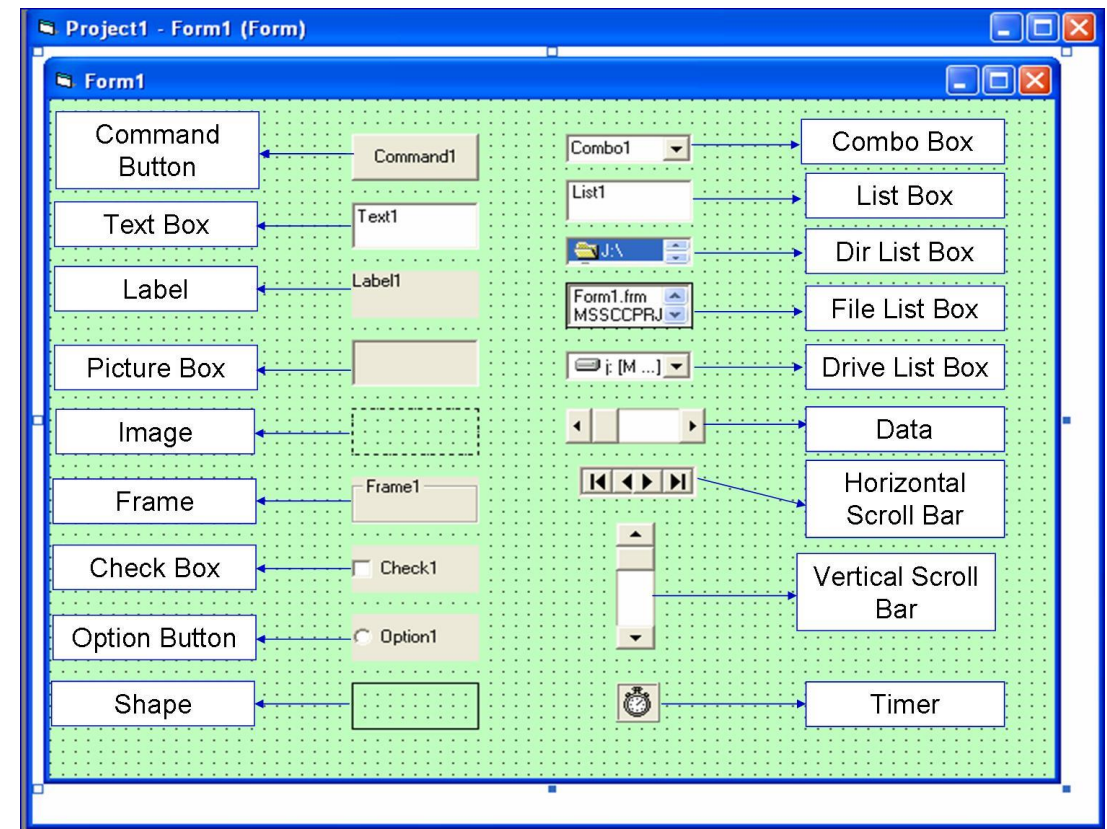 Project1 - Form1 (Form)
Form1
Command
Button
Command1
Text Box
Text1
Label
Label1
Picture Box
Image
Frame
Frame1
Check Box
Check1
Option Button
Option1
Shape
Combo1
Combo Box
List1
List Box
J:\
Dir List Box
Form1.frm
MSSCCPRJ
File List Box
j: [M ...]
Drive List Box
Data
Horizontal
Scroll Bar
Vertical Scroll
Bar
Timer